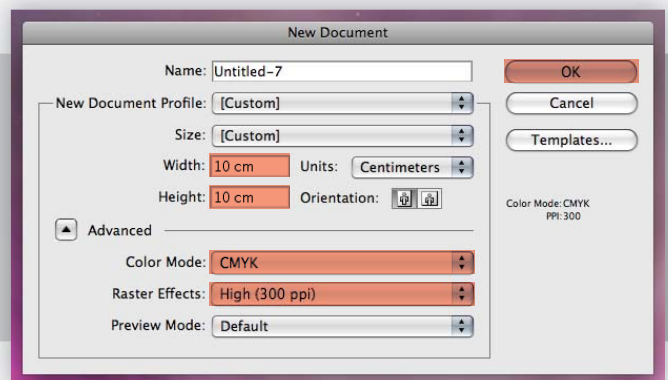 New Document
Name: Untitled-7
OK
New Document Profile: [Custom]
Cancel
Size: [Custom]
Templates...
Width: 10 cm Units: Centimeters
Height: 10 cm Orientation:
Color Mode: CMYK
PPI: 300
Advanced
Color Mode: CMYK
Raster Effects: High (300 ppi)
Preview Mode: Default